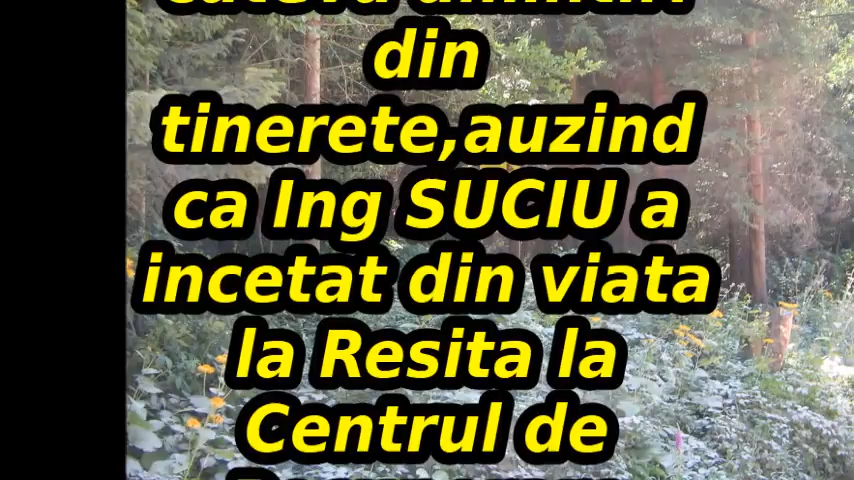 din
tinerete,auzind
ca Ing SUCIU a
incetat din viata
la Resita la
Centrul de